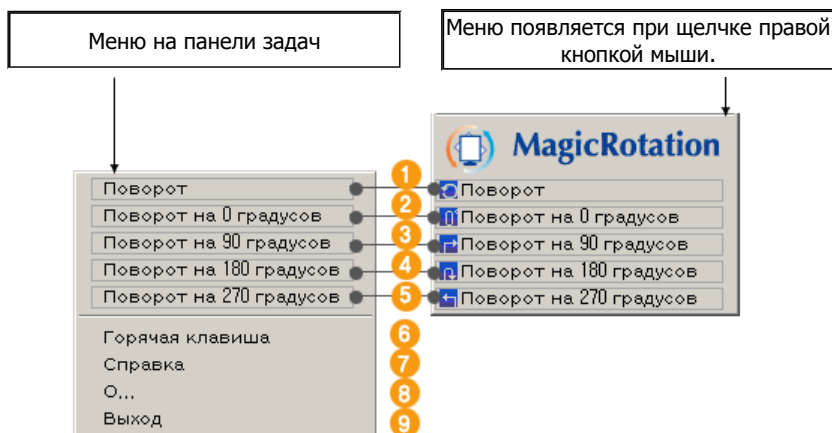 Меню на панели задач
Меню появляется при щелчке правой
кнопкой мыши.
MagicRotation
Поворот
1
Поворот
Поворот на 0 градусов
2
Поворот на 0 градусов
Поворот на 90 градусов
3
Поворот на 90 градусов
Поворот на 180 градусов
4
Поворот на 180 градусов
Поворот на 270 градусов
5
Поворот на 270 градусов
Горячая клавиша
6
Справка
7
О...
8
Выход
9